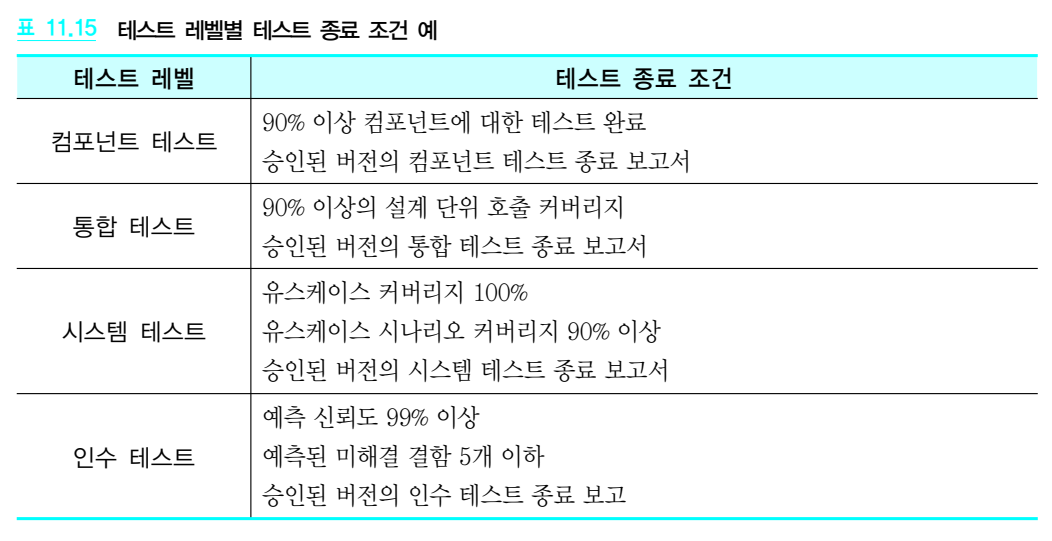 표 11.15 테스트 레벨별 테스트 종료 조건 예
테스트 레벨 테스트 종료 조건
컴포넌트 테스트
90% 이상 컴포넌트에 대한 테스트 완료
승인된 버전의 컴포넌트 테스트 종료 보고서
통합 테스트
90% 이상의 설계 단위 호출 커버리지
승인된 버전의 통합 테스트 종료 보고서
시스템 테스트
유스케이스 커버리지 100%
유스케이스 시나리오 커버리지 90% 이상
승인된 버전의 시스템 테스트 종료 보고서
인수 테스트
예측 신뢰도 99% 이상
예측된 미해결 결함 5개 이하
승인된 버전의 인수 테스트 종료 보고